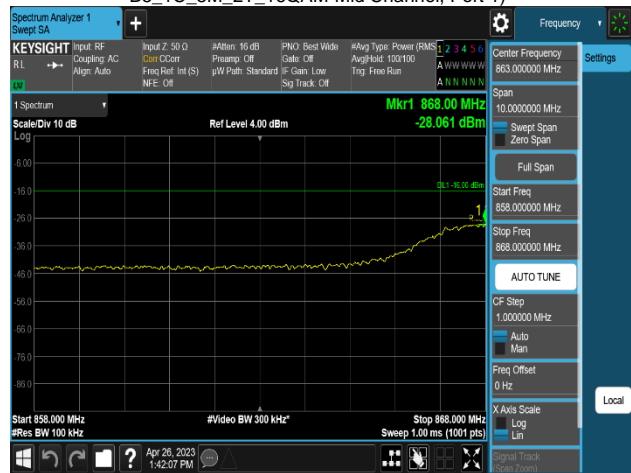 Spectrum Analyzer 1
Swept SA
Frequency
KEYSIGHT
RL
Input: RF
Coupling: AC
Align: Auto
Input Z: 50 Ω
Corr CCorr
Freq Ref: Int (S)
NFE: Off
#Atten: 16 dB
Preamp: Off
µW Path: Standard
PNO: Best Wide
Gate: Off
IF Gain: Low
Sig Track: Off
#Avg Type: Power (RMS
Avg|Hold: 100/100
Trig: Free Run
1 2 3 4 5 6
A W W W W W
A N N N N N
LXI
1 Spectrum
Scale/Div 10 dB
Log
Ref Level 4.00 dBm
Mkr1 868.00 MHz
-28.061 dBm
DL1 -16.00 dBm
1
-6.00
-16.0
-26.0
-36.0
-46.0
-56.0
-66.0
-76.0
-86.0
Start 858.000 MHz
#Res BW 100 kHz
#Video BW 300 kHz*
Stop 868.000 MHz
Sweep 1.00 ms (1001 pts)
Center Frequency
863.000000 MHz
Settings
Span
10.0000000 MHz
Swept Span
Zero Span
Full Span
Start Freq
858.000000 MHz
Stop Freq
868.000000 MHz
AUTO TUNE
CF Step
1.000000 MHz
Auto
Man
Freq Offset
0 Hz
X Axis Scale
Log
Lin
Local
Signal Track
(Span Zoom)
?
Apr 26, 2023
1:42:07 PM